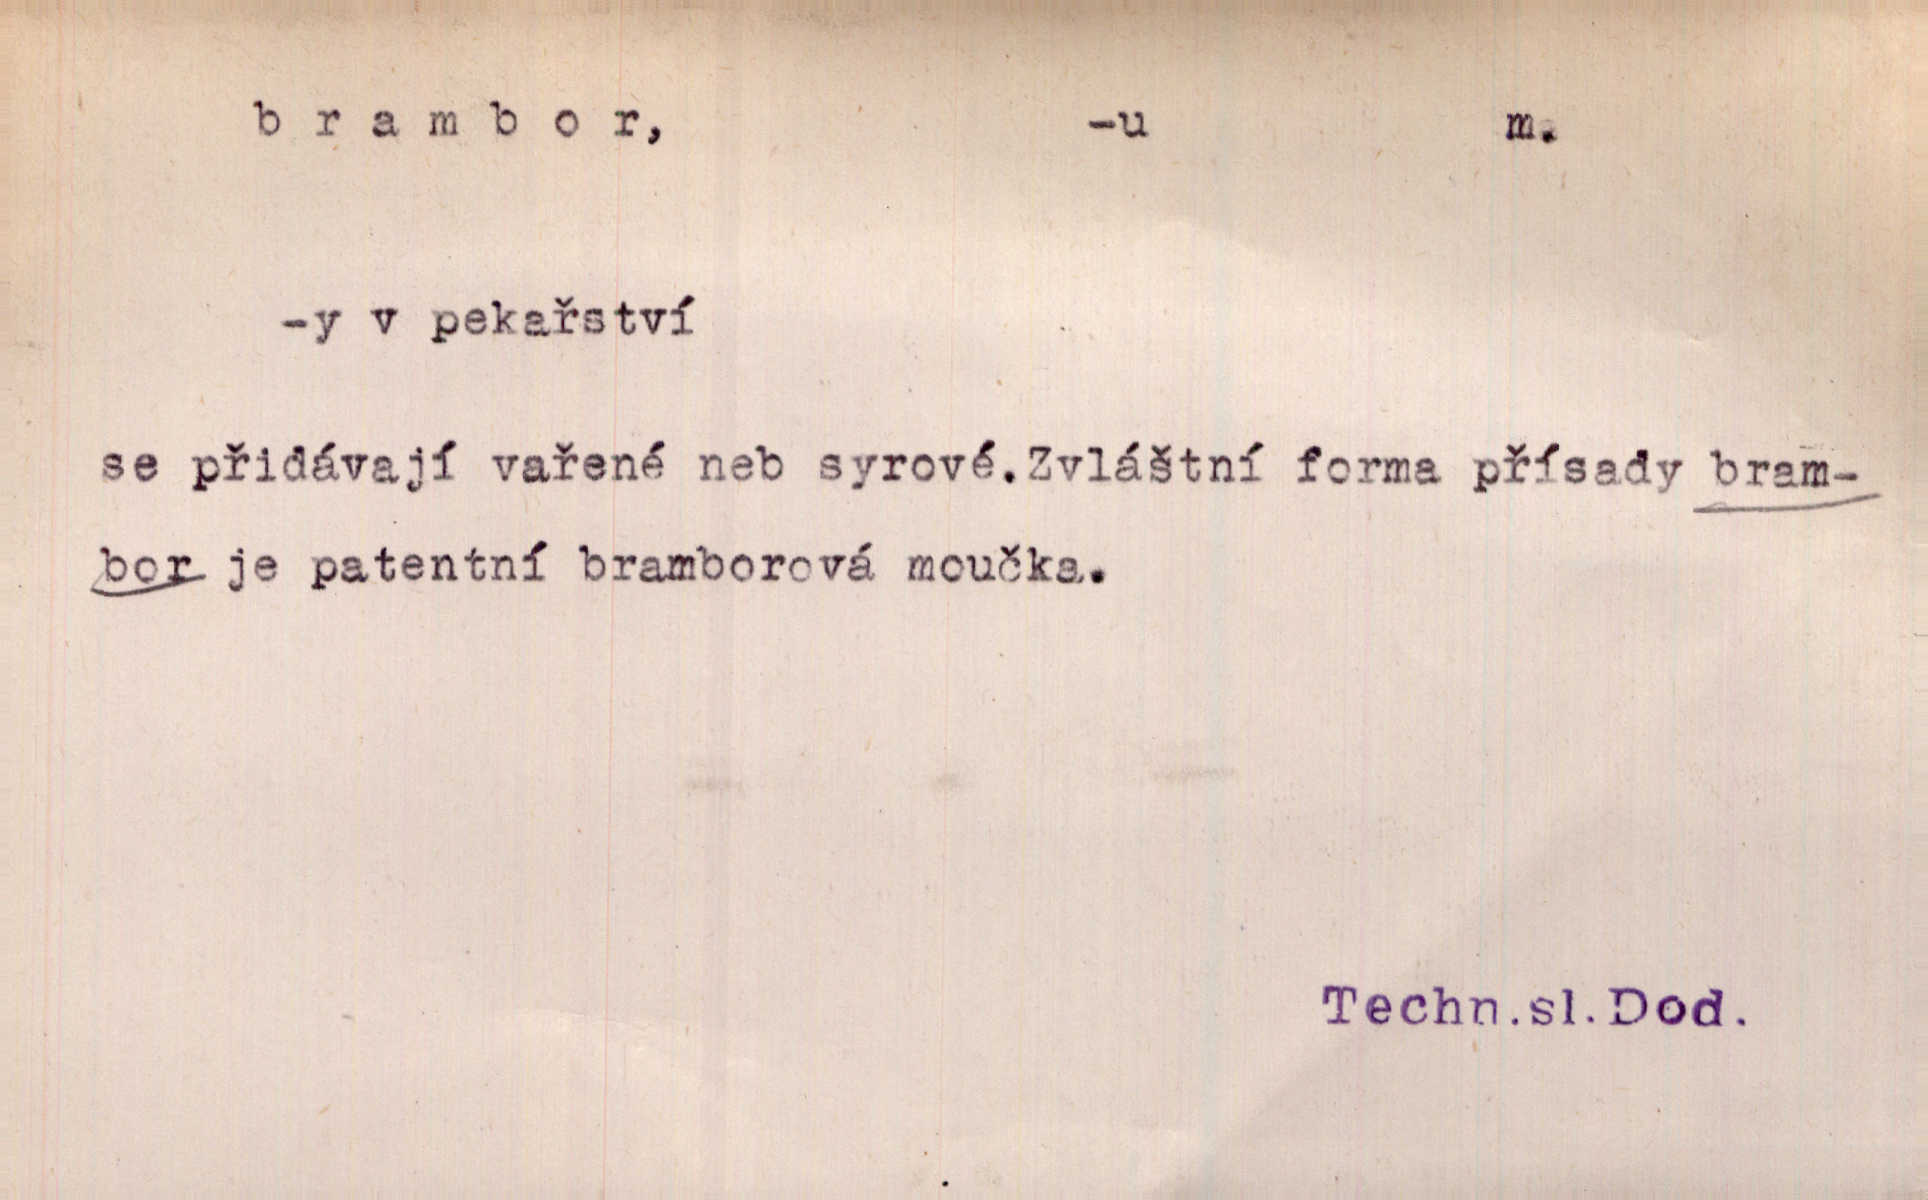 b r a m b o r, -u m.
-y v pekařství
se přidávají vařené neb syrové. Zvláštní forma přísady bram-
bor je patentní bramborová moučka.
Techn.sl.Dod.